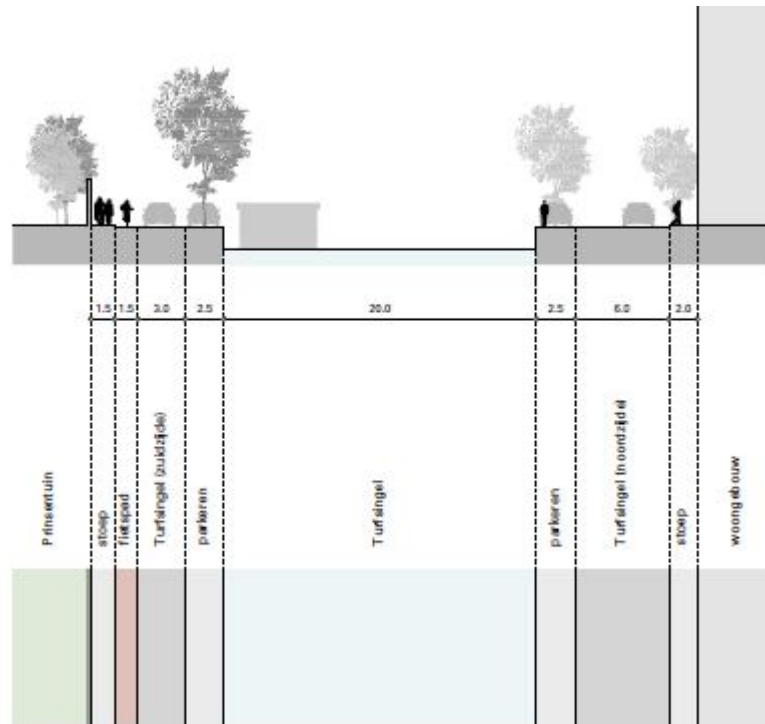 1.5
1.5
3.0
2.5
20.0
2.5
6.0
2.0
Prinsentuin
stoep
fietspad
Turfsingel (zuidzijde)
parkeren
Turfsingel
parkeren
Turfsingel (noordzijde)
stoep
woongebouw